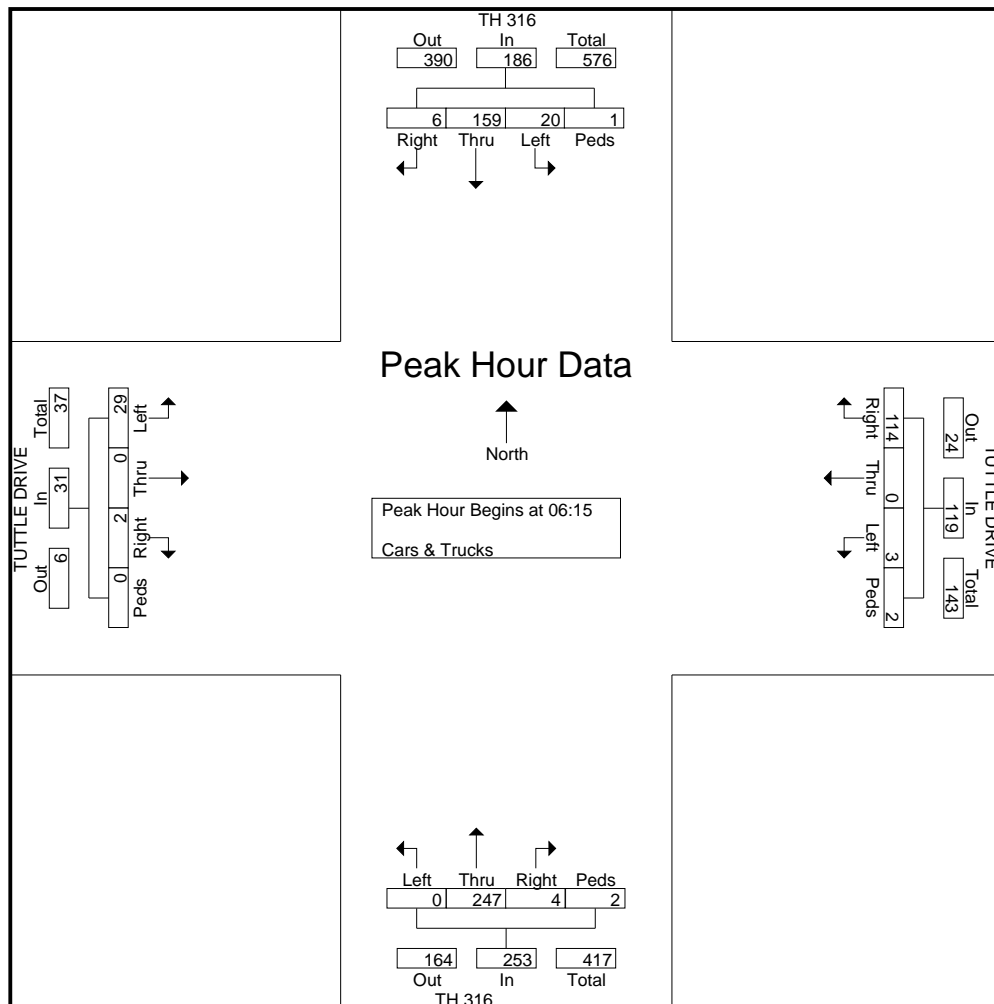 TH 316
Out In Total
390 186 576
6 159 20 1
Right Thru Left Peds
Peak Hour Data
North
Peak Hour Begins at 06:15
Cars & Trucks
TUTTLE DRIVE
Out In Total
6 31 37
29 0 2 0
Left Thru Right Peds
TUTTLE DRIVE
Out In Total
24 119 143
114 0 3 2
Right Thru Left Peds
Left Thru Right Peds
0 247 4 2
164 253 417
Out In Total
TH 316